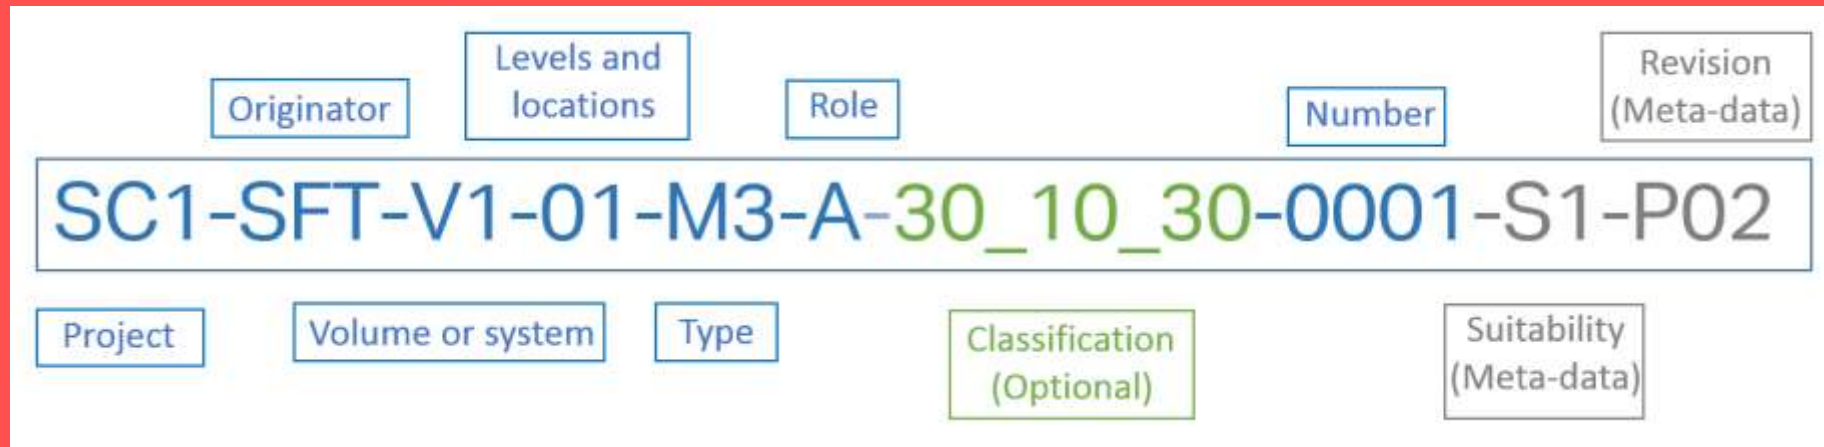 Levels and
locations
Revision
(Meta-data)
Originator
Role
Number
SC1-SFT-V1-01-M3-A-30_10_30-0001-S1-P02
Project
Volume or system
Type
Classification
(Optional)
Suitability
(Meta-data)